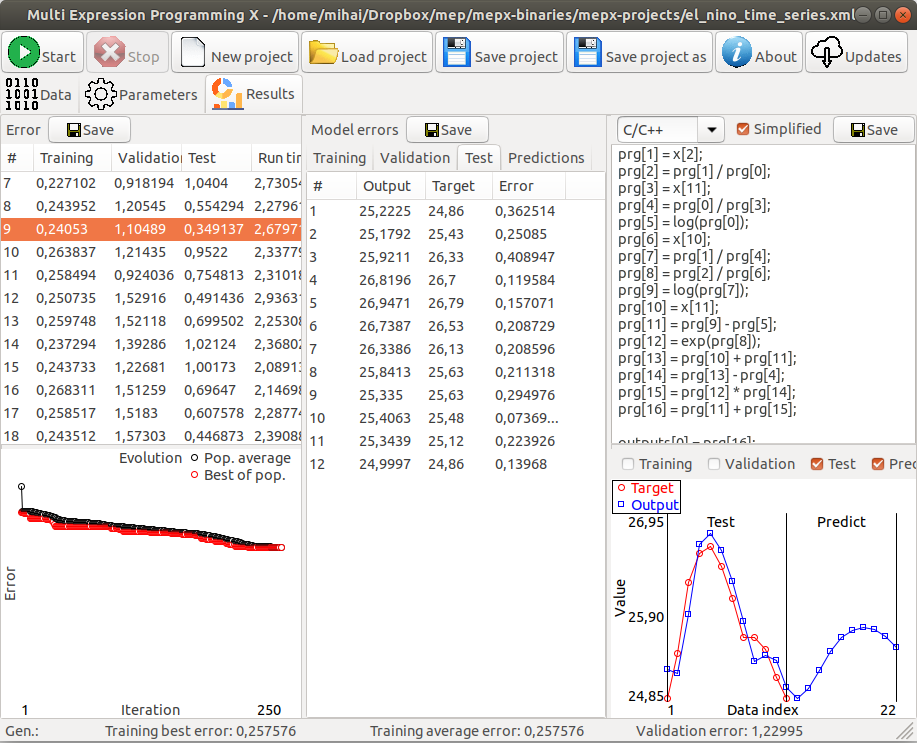 Multi Expression Programming X - /home/mihai/Dropbox/mep/mepx-binaries/mepx-projects/el_nino_time_series.xml
Start Stop New project Load project Save project Save project as About Updates
0110
1001 Data Parameters Results
0010
Error Save
# Training Validation Test Run tim
7 0,227102 0,918194 1,0404 2,73054
8 0,243952 1,20545 0,554294 2,27961
9 0,24053 1,10489 0,349137 2,67971
10 0,263837 1,21435 0,9522 2,33779
11 0,258494 0,924036 0,754813 2,31018
12 0,250735 1,52916 0,491436 2,93631
13 0,259748 1,52118 0,699502 2,25308
14 0,237294 1,39286 1,02124 2,36802
15 0,243733 1,22681 1,00173 2,08913
16 0,268311 1,51259 0,69647 2,14698
17 0,258517 1,5183 0,607578 2,28774
18 0,243512 1,57303 0,446873 2,39088
Evolution Pop. average
Best of pop.
Error
1 Iteration 250
Model errors Save
Training Validation Test Predictions
# Output Target Error
1 25,2225 24,86 0,362514
2 25,1792 25,43 0,25085
3 25,9211 26,33 0,408947
4 26,8196 26,7 0,119584
5 26,9471 26,79 0,157071
6 26,7387 26,53 0,208729
7 26,3386 26,13 0,208596
8 25,8413 25,63 0,211318
9 25,335 25,63 0,294976
10 25,4063 25,48 0,07369...
11 25,3439 25,12 0,223926
12 24,9997 24,86 0,13968
C/C++ Simplified Save
prg[1] = x[2];
prg[2] = prg[1] / prg[0];
prg[3] = x[11];
prg[4] = prg[0] / prg[3];
prg[5] = log(prg[0]);
prg[6] = x[10];
prg[7] = prg[1] / prg[4];
prg[8] = prg[2] / prg[6];
prg[9] = log(prg[7]);
prg[10] = x[11];
prg[11] = prg[9] - prg[5];
prg[12] = exp(prg[8]);
prg[13] = prg[10] + prg[11];
prg[14] = prg[13] - prg[4];
prg[15] = prg[12] * prg[14];
prg[16] = prg[11] + prg[15];
outputs[0] = prg[16];
Training Validation Test Prec
Target
Output
26,95 Test Predict
Value
25,90
24,85
1 Data index 22
Gen.: Training best error: 0,257576 Training average error: 0,257576 Validation error: 1,22995